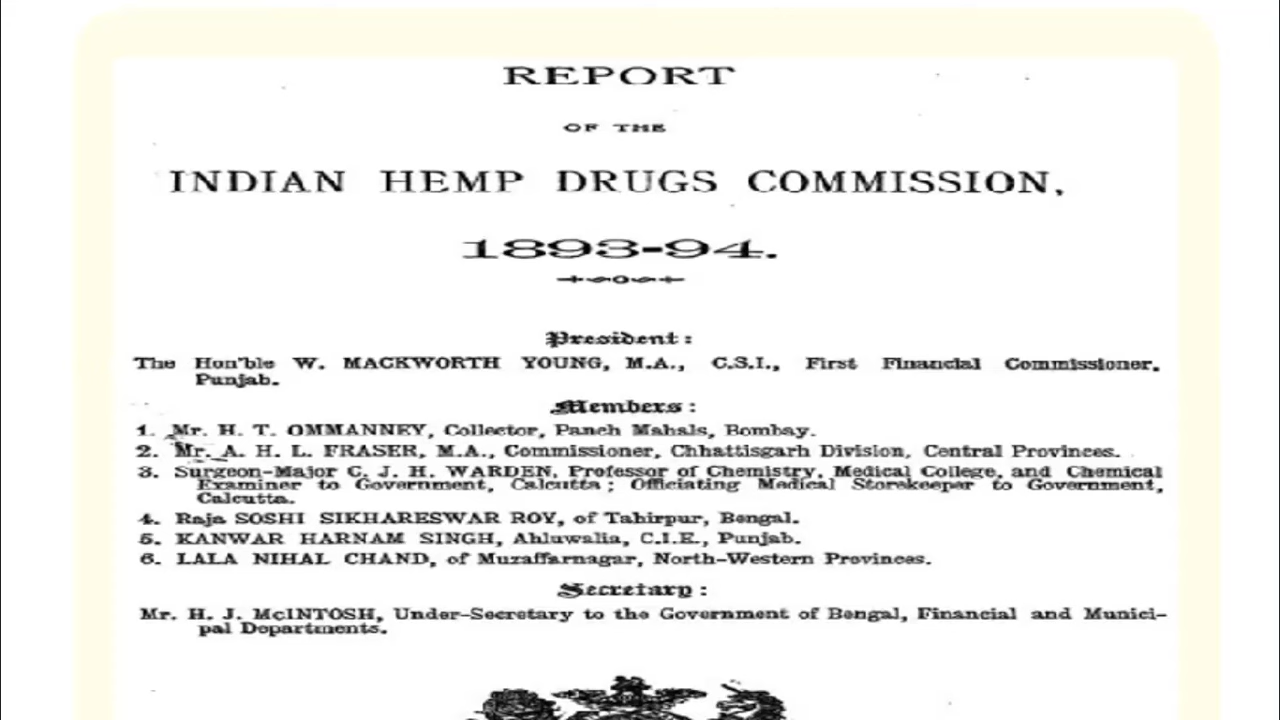 REPORT
OF THE
INDIAN HEMP DRUGS COMMISSION,
1893-94.
President:
The Hon'ble W. MACKWORTH YOUNG, M.A., C.S.I., First Financial Commissioner,
Punjab.
Members:
1. Mr. H. T. OMMANNEY, Collector, Panch Mahals, Bombay.
2. Mr. A. H. L. FRASER, M.A., Commissioner, Chhattisgarh Division, Central Provinces.
3. Surgeon-Major C. J. H. WARDEN, Professor of Chemistry, Medical College, and Chemical
Examiner to Government, Calcutta; Officiating Medical Storekeeper to Government,
Calcutta.
4. Raja SOSHI SIKHARESWAR ROY, of Tahirpur, Bengal.
5. KANWAR HARNAM SINGH, Ahluwalia, C.I.E., Punjab.
6. LALA NIHAL CHAND, of Muzaffarnagar, North-Western Provinces.
Secretary:
Mr. H. J. McINTOSH, Under-Secretary to the Government of Bengal, Financial and Munici-
pal Departments.